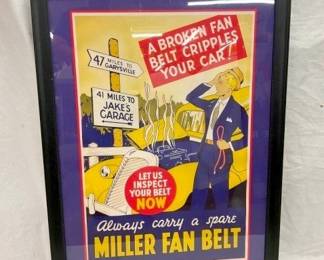 A BROKEN FAN
BELT CRIPPLES
YOUR CAR!
47 MILES TO
GARYSVILLE
41 MILES TO
JAKE'S
GARAGE
LET US
INSPECT
YOUR BELT
NOW
Always carry a spare
MILLER FAN BELT